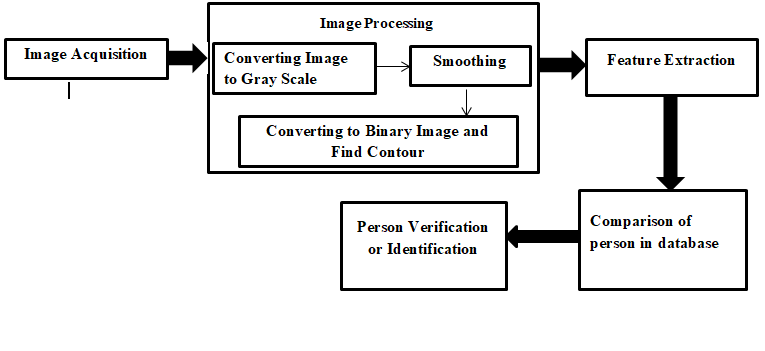 Image Acquisition
Image Processing
Converting Image
to Gray Scale
Smoothing
Converting to Binary Image and
Find Contour
Feature Extraction
Comparison of
person in database
Person Verification
or Identification